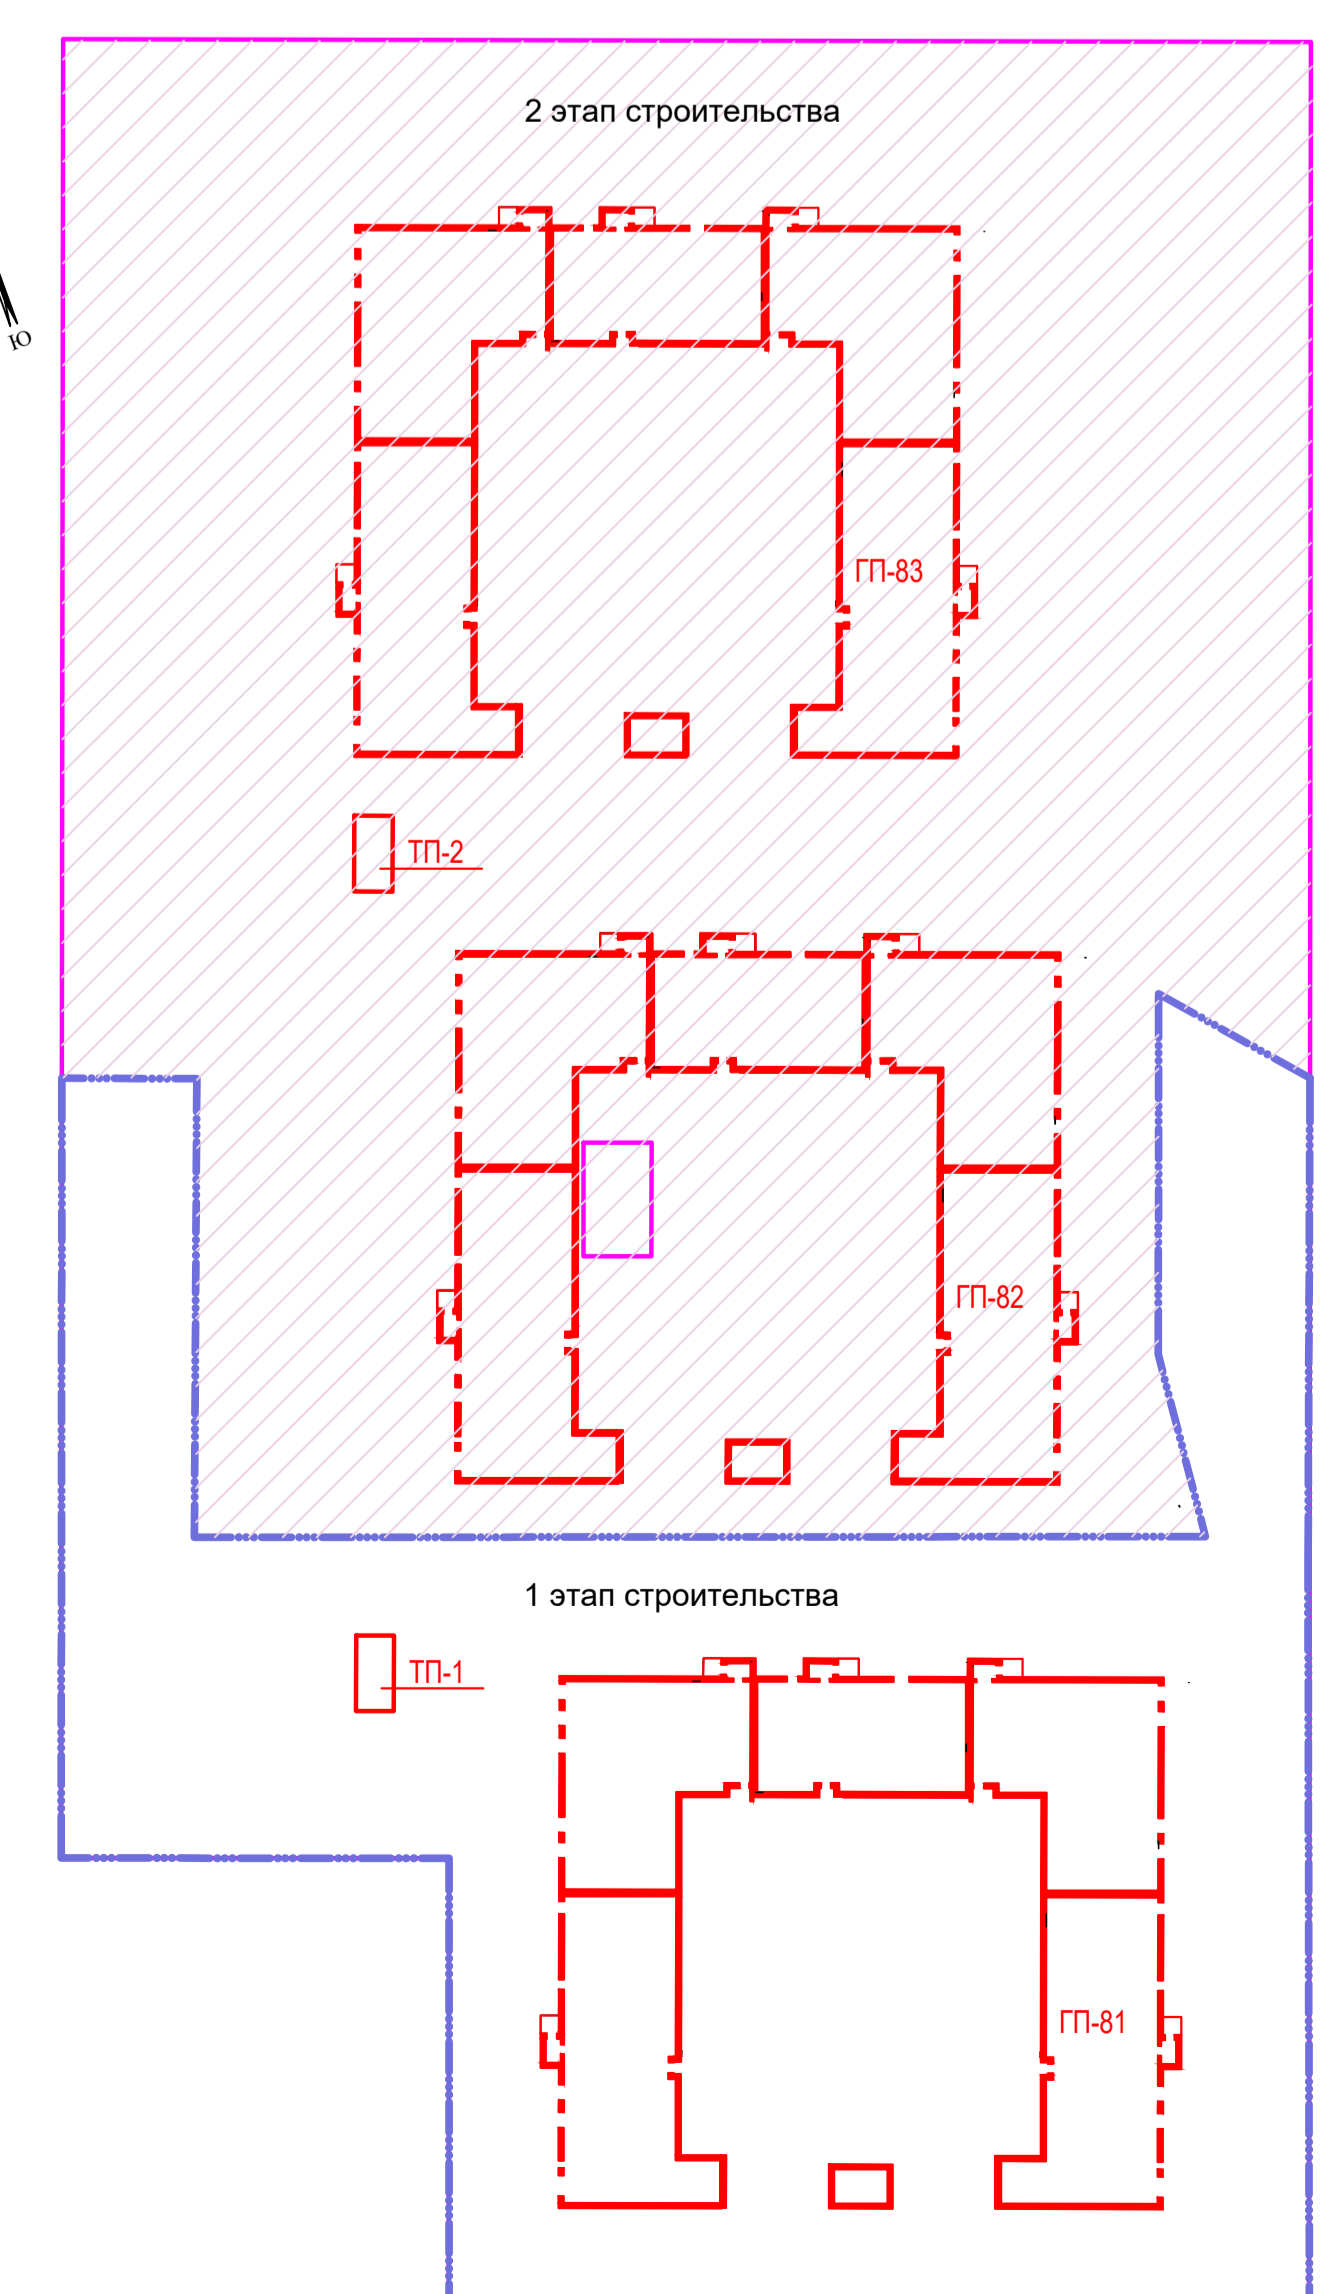 2 этап строительства
Ю
ГП-83
ТП-2
ГП-82
1 этап строительства
ТП-1
ГП-81